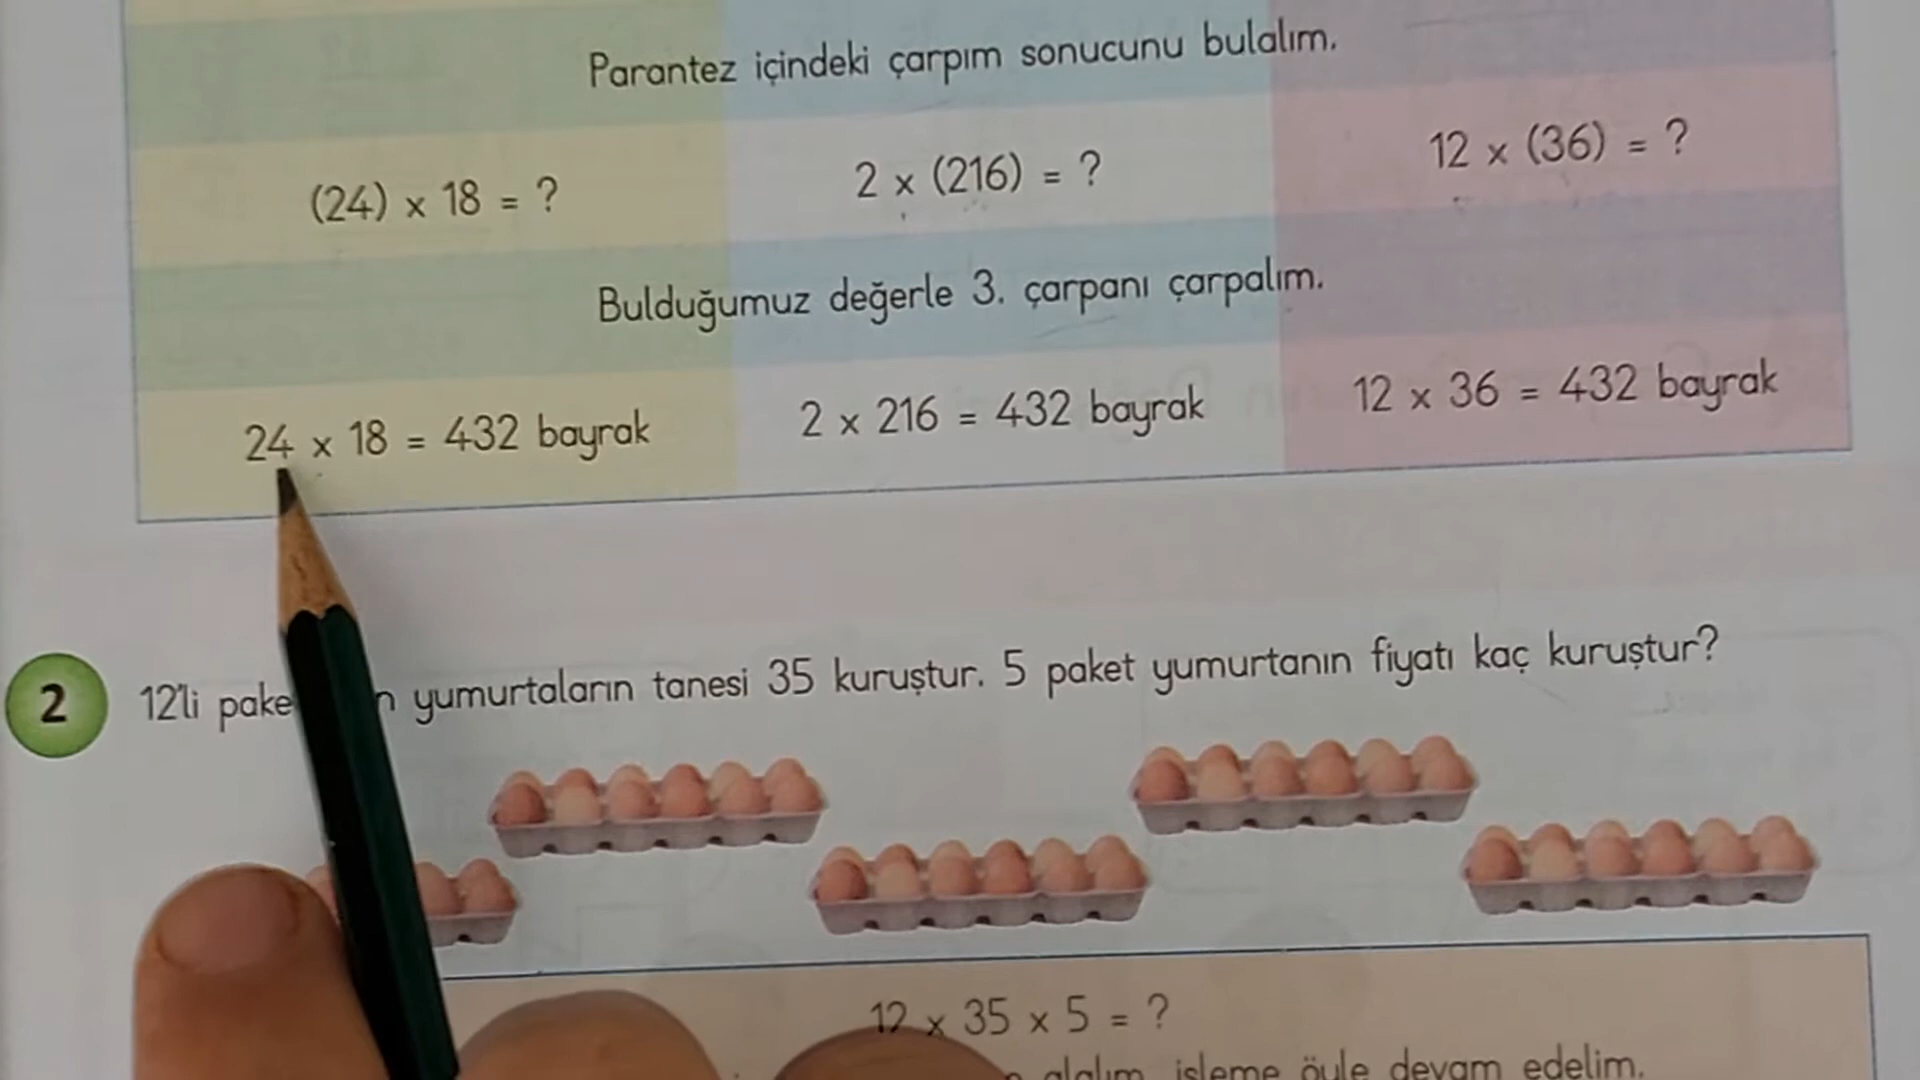 Parantez içindeki çarpım sonucunu bulalım.
(24) x 18 = ?
2 x (216) = ?
12 x (36) = ?
Bulduğumuz değerle 3. çarpanı çarpalım.
24 x 18 = 432 bayrak
2 x 216 = 432 bayrak
12 x 36 = 432 bayrak
2
12'li yumurtaların tanesi 35 kuruştur. 5 paket yumurtanın fiyatı kaç kuruştur?
12 x 35 x 5 = ?
alalım, işleme öyle devam edelim.